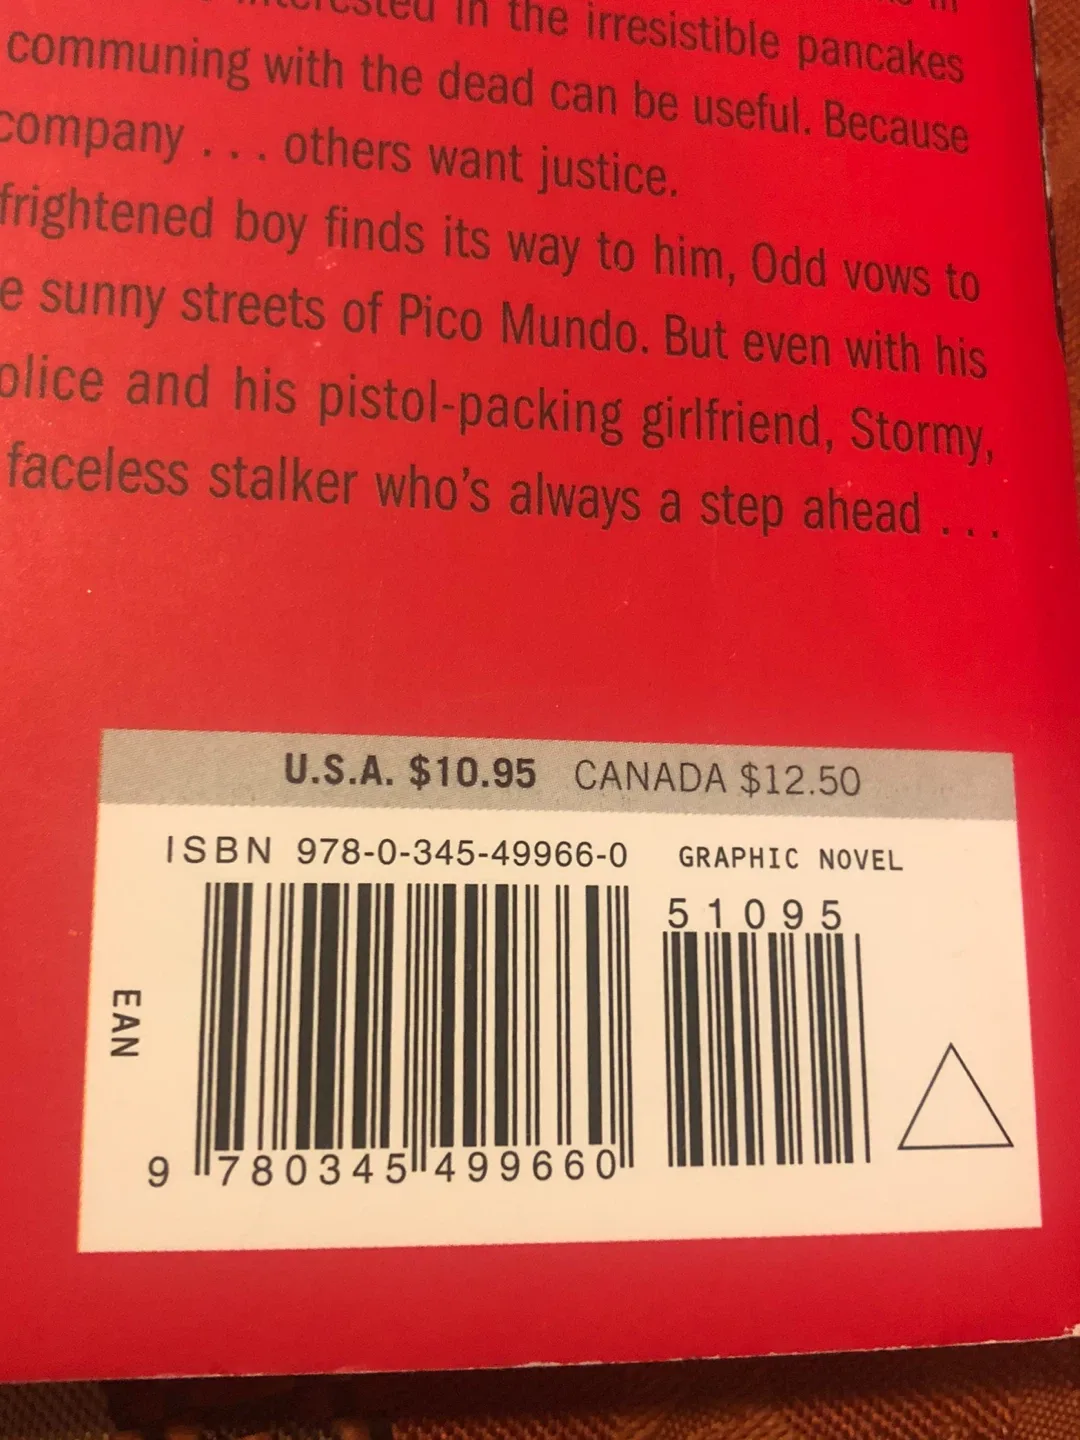 interested in the irresistible pancakes
communing with the dead can be useful. Because
company . . . others want justice.
frightened boy finds its way to him, Odd vows to
e sunny streets of Pico Mundo. But even with his
olice and his pistol-packing girlfriend, Stormy,
faceless stalker who's always a step ahead . . .
U.S.A. $10.95 CANADA $12.50
ISBN 978-0-345-49966-0 GRAPHIC NOVEL
51095
EAN
9 780345 499660